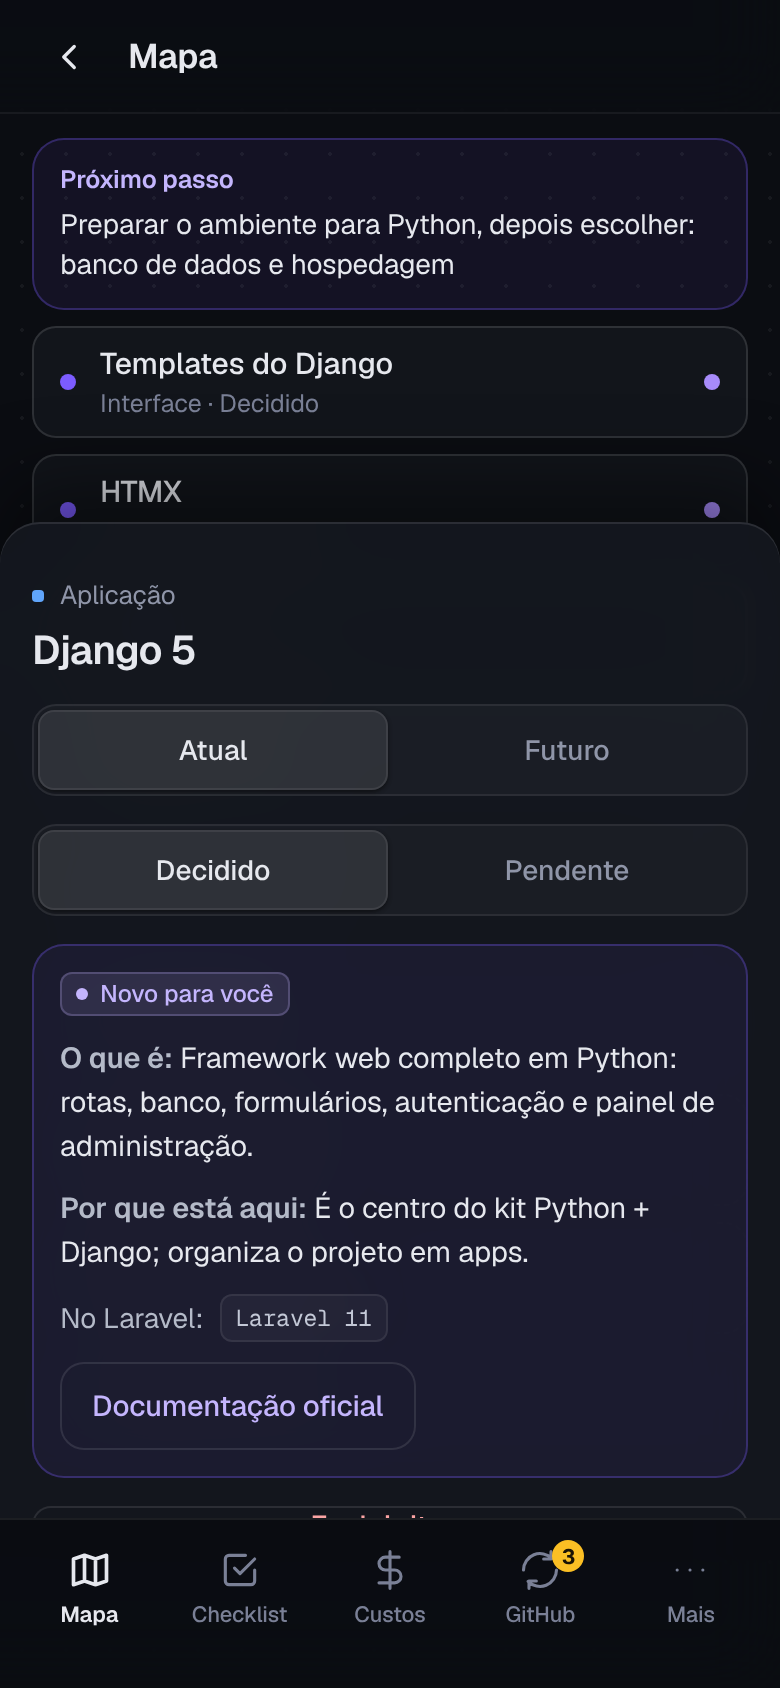 Mapa
Próximo passo
Preparar o ambiente para Python, depois escolher:
banco de dados e hospedagem
Templates do Django
Interface · Decidido
HTMX
Aplicação
Django 5
Atual
Futuro
Decidido
Pendente
Novo para você
O que é: Framework web completo em Python:
rotas, banco, formulários, autenticação e painel de
administração.
Por que está aqui: É o centro do kit Python +
Django; organiza o projeto em apps.
No Laravel: Laravel 11
Documentação oficial
3
Mapa
Checklist
Custos
GitHub
Mais